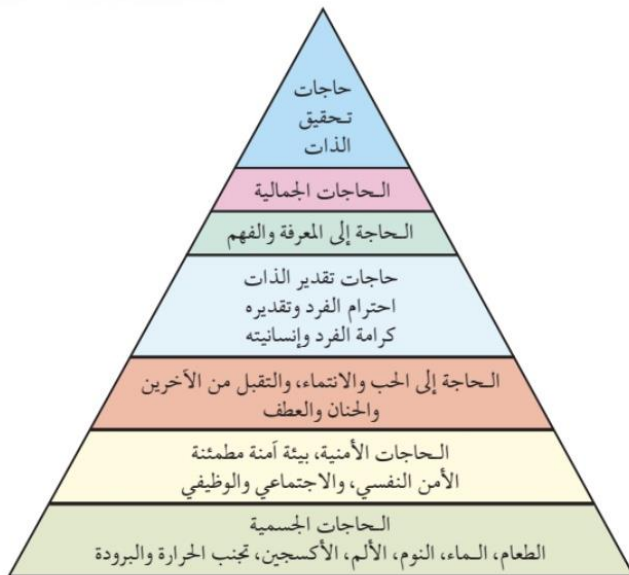 حاجات
تحقيق
الذات
الحاجات الجمالية
الحاجة إلى المعرفة والفهم
حاجات تقدير الذات
احترام الفرد وتقديره
كرامة الفرد وإنسانيته
الحاجة إلى الحب والانتماء، والتقبل من الآخرين
والحنان والعطف
الحاجات الأمنية، بيئة آمنة مطمئنة
الأمن النفسي، والاجتماعي والوظيفي
الحاجات الجسمية
الطعام، الماء، النوم، الألم، الأكسجين، تجنب الحرارة والبرودة